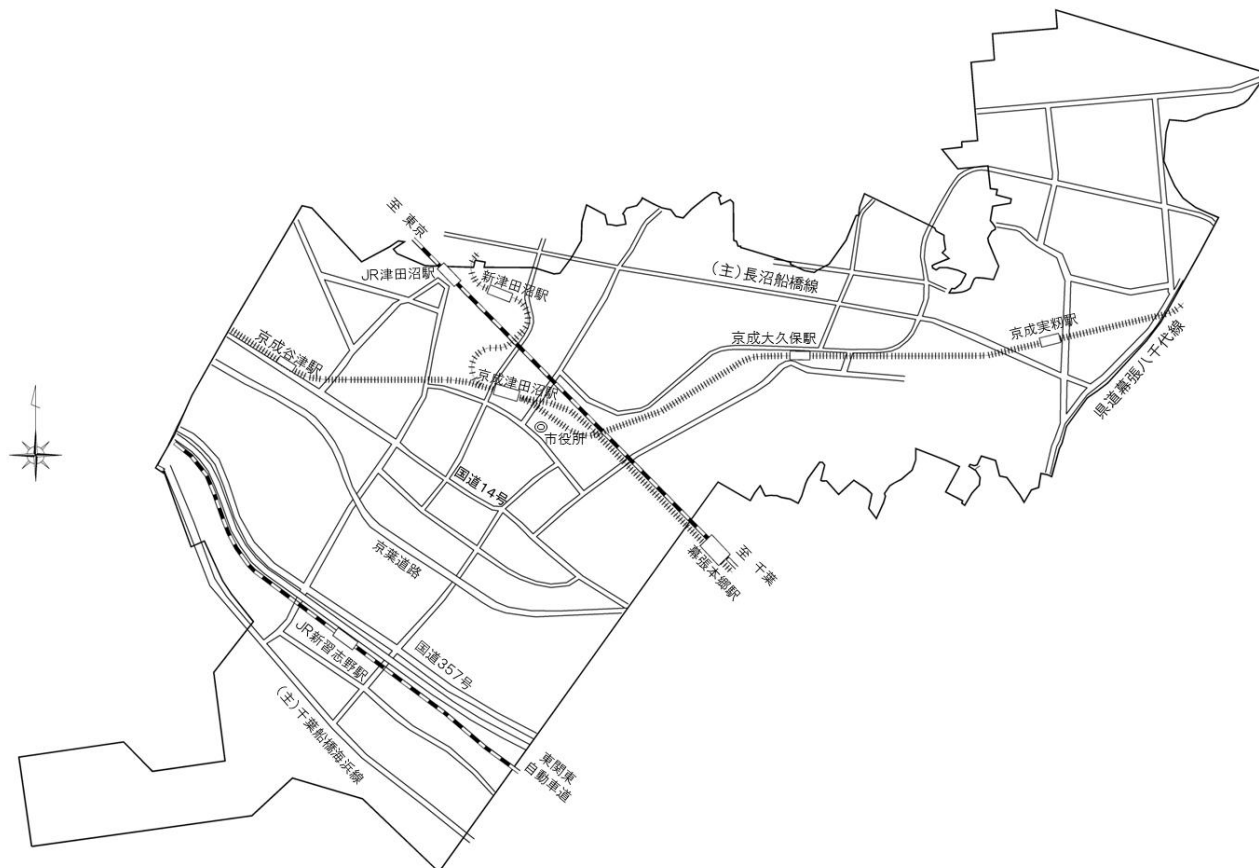 至 東京
JR津田沼駅
新津田沼駅
(主)長沼船橋線
京成谷津駅
京成大久保駅
京成実籾駅
県道幕張八千代線
京成津田沼駅
市役所
国道14号
京葉道路
至 千葉
幕張本郷駅
JR新習志野駅
国道357号
(主)千葉船橋海浜線
東関東
自動車道